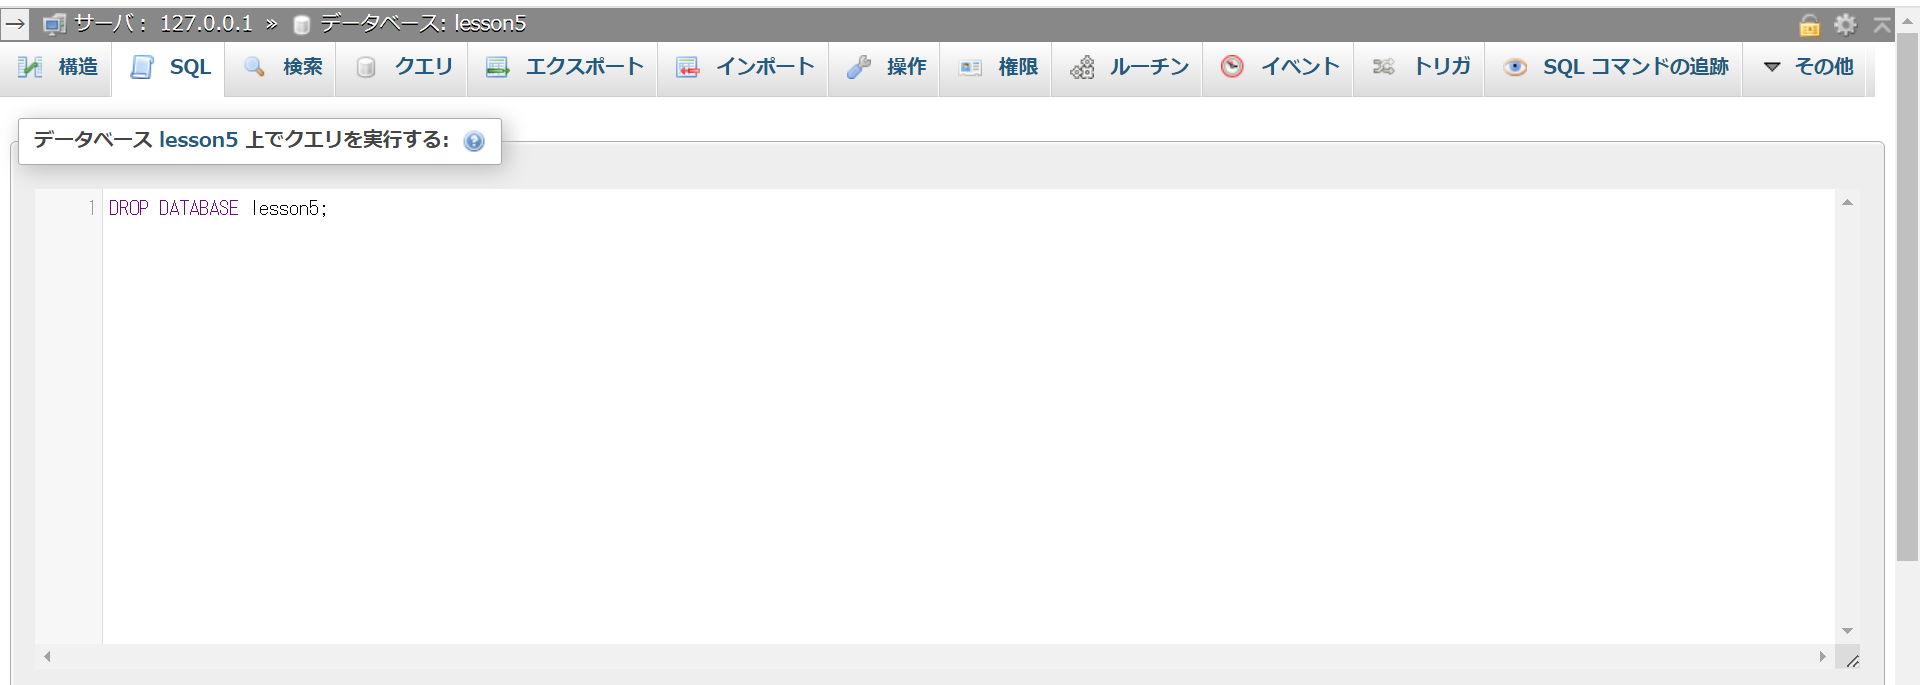 → サーバ: 127.0.0.1 » データベース: lesson5
構造 SQL 検索 クエリ エクスポート インポート 操作 権限 ルーチン イベント トリガ SQL コマンドの追跡 ▼ その他
データベース lesson5 上でクエリを実行する:
1 DROP DATABASE lesson5;